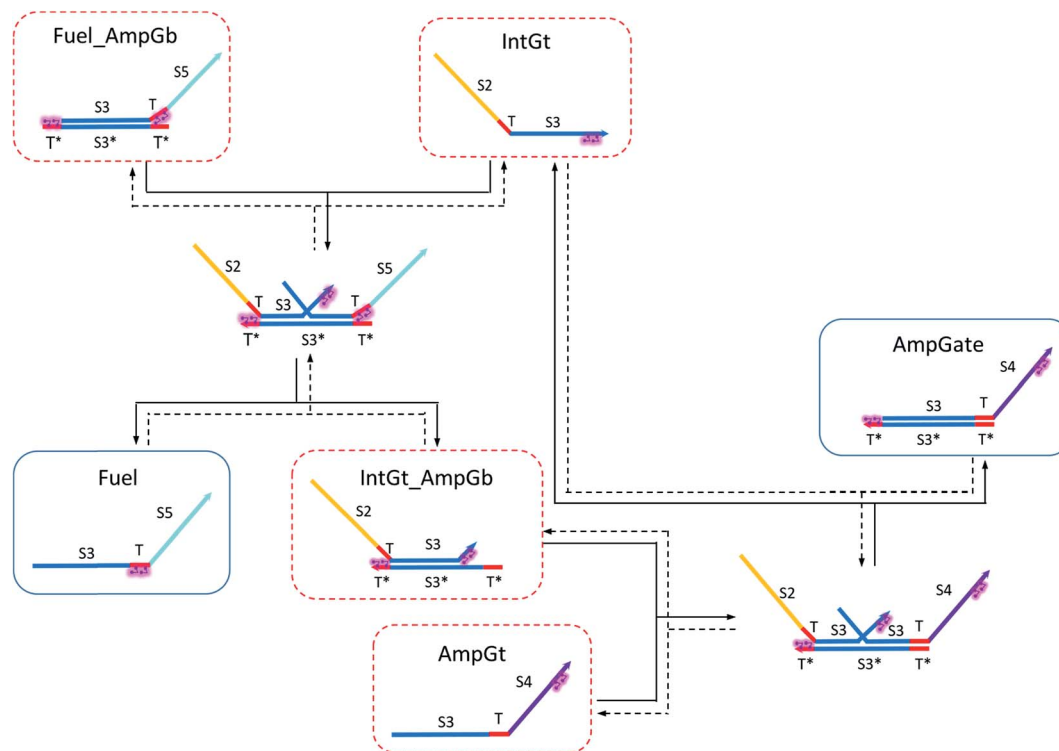 Fuel_AmpGb
S5
S3
T
T*
S3*
T*
IntGt
S2
T
S3
S2
T
S3
T
S5
T*
S3*
T*
AmpGate
S4
S3
T
T*
S3*
T*
Fuel
S5
S3
T
IntGt_AmpGb
S2
T
S3
T*
S3*
T*
AmpGt
S4
S3
T
S2
T
S3
S3
T
S4
T*
S3*
T*